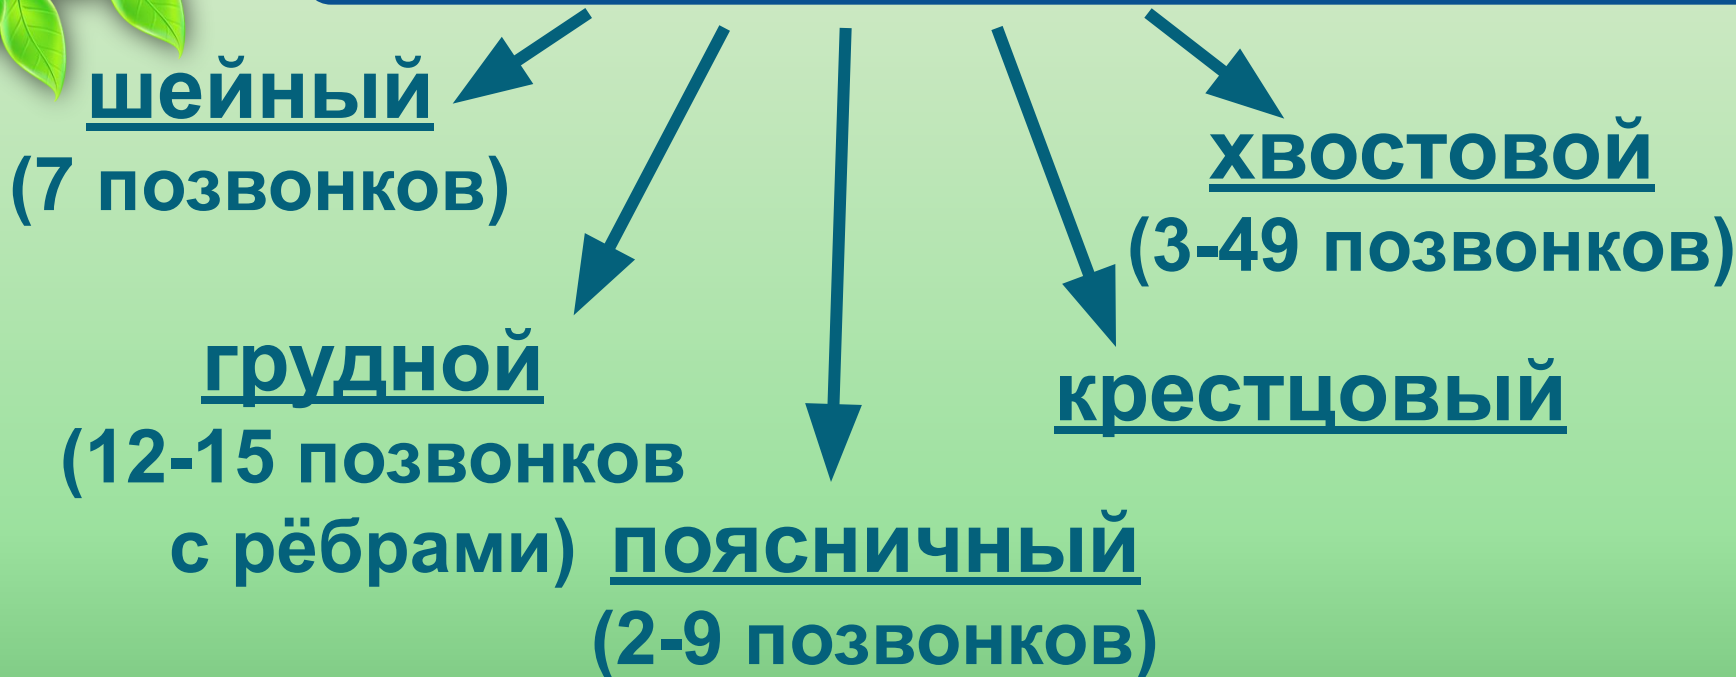 шейный
(7 позвонков)
грудной
(12-15 позвонков
с рёбрами)
поясничный
(2-9 позвонков)
крестцовый
хвостовой
(3-49 позвонков)